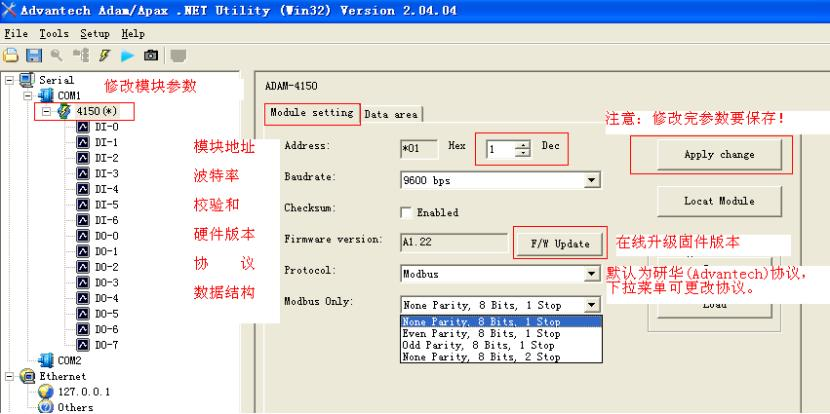 Advantech Adam/Apax .NET Utility (Win32) Version 2.04.04
File Tools Setup Help
Serial
修改模块参数
COM1
4150(*)
DI-0
DI-1
DI-2
DI-3
DI-4
DI-5
DI-6
DO-0
DO-1
DO-2
DO-3
DO-4
DO-5
DO-6
DO-7
COM2
Ethernet
127.0.0.1
Others
模块地址
波特率
校验和
硬件版本
协 议
数据结构
ADAM-4150
Module setting Data area
注意：修改完参数要保存！
Address: *01 Hex 1 Dec Apply change
Baudrate: 9600 bps
Locat Module
Checksum: Enabled
Firmware version: A1.22 F/W Update 在线升级固件版本
Protocol: Modbus 默认为研华(Advantech)协议，
下拉菜单可更改协议。
Modbus Only: None Parity, 8 Bits, 1 Stop Load
None Parity, 8 Bits, 1 Stop
Even Parity, 8 Bits, 1 Stop
Odd Parity, 8 Bits, 1 Stop
None Parity, 8 Bits, 2 Stop